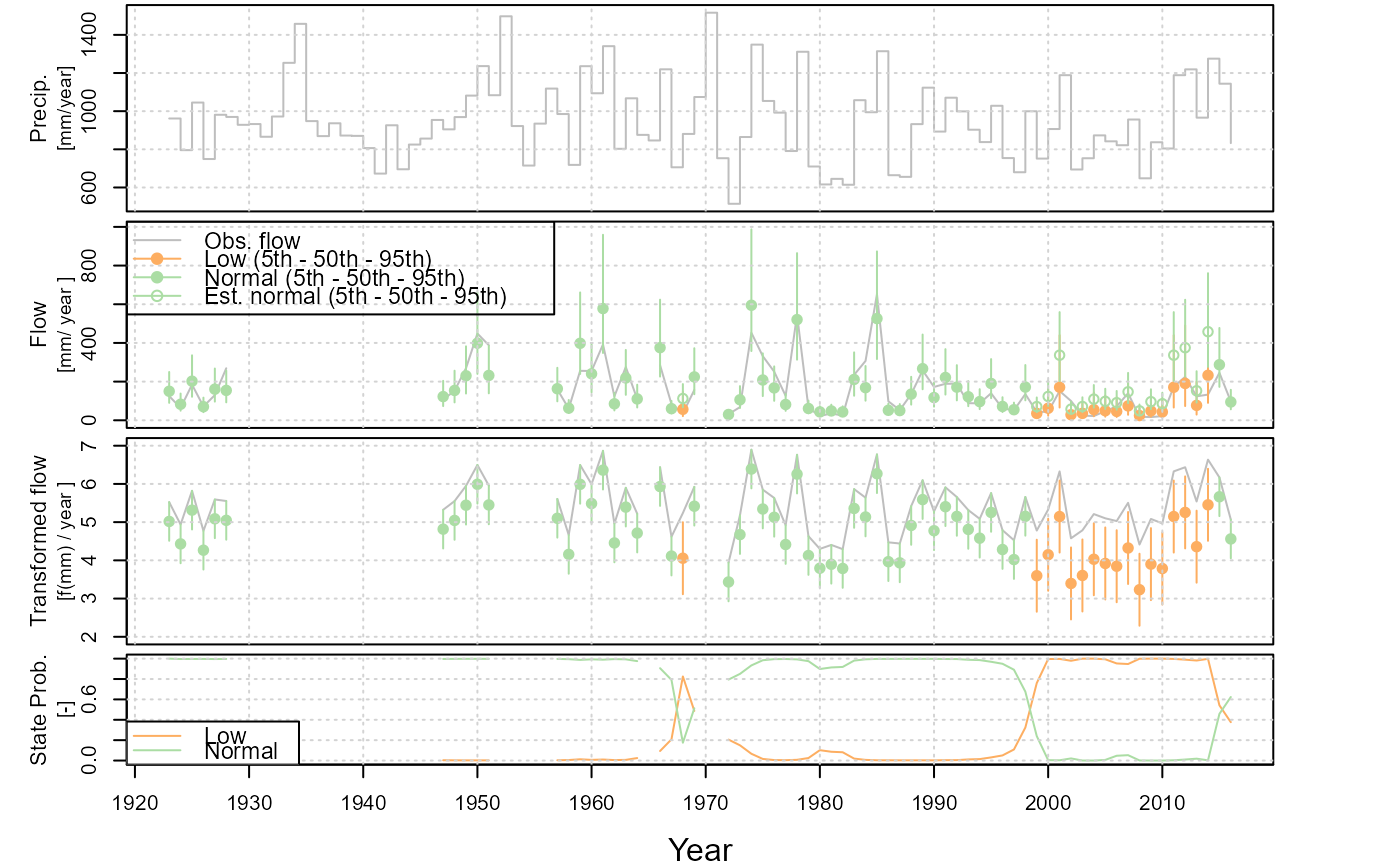 Precip.
[mm/year]
600
1000
1400
Flow
[mm/ year ]
0
400
800
Obs. flow
Low (5th - 50th - 95th)
Normal (5th - 50th - 95th)
Est. normal (5th - 50th - 95th)
Transformed flow
[f(mm) / year ]
2
3
4
5
6
7
State Prob.
[-]
0.0
0.6
Low
Normal
1920 1930 1940 1950 1960 1970 1980 1990 2000 2010
Year